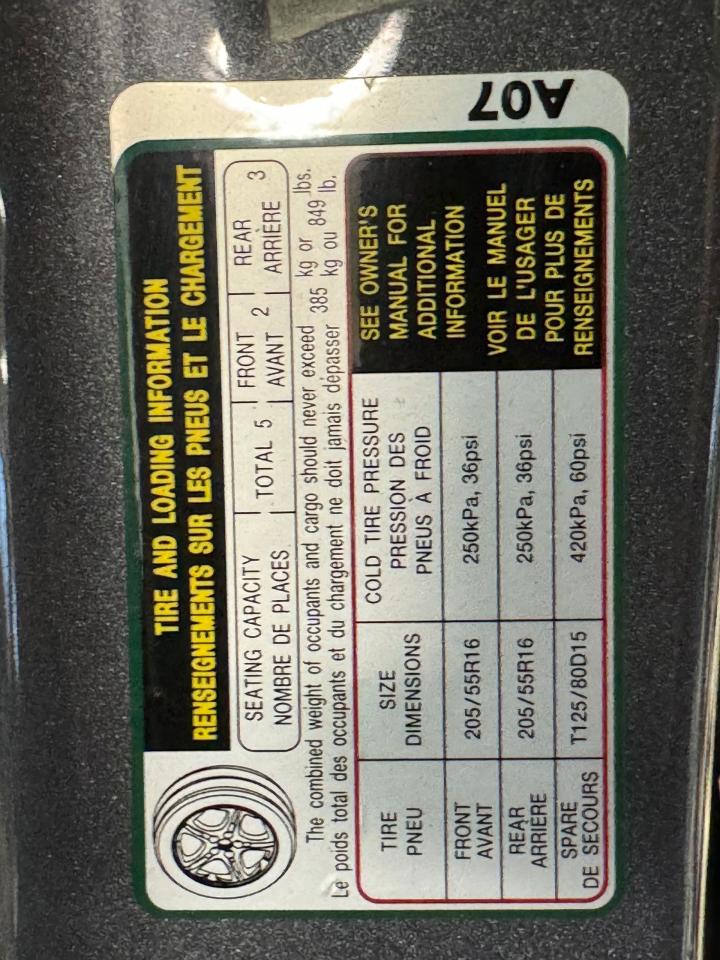 TIRE AND LOADING INFORMATION
RENSEIGNEMENTS SUR LES PNEUS ET LE CHARGEMENT
SEATING CAPACITY
NOMBRE DE PLACES
TOTAL 5
FRONT
AVANT 2
REAR
ARRIÈRE 3
The combined weight of occupants and cargo should never exceed 385 kg or lbs.
Le poids total des occupants et du chargement ne doit jamais dépasser kg ou 849 lb.
TIRE
PNEU
SIZE
DIMENSIONS
COLD TIRE PRESSURE
PRESSION DES
PNEUS À FROID
SEE OWNER'S
MANUAL FOR
ADDITIONAL
INFORMATION
VOIR LE MANUEL
DE L'USAGER
POUR PLUS DE
RENSEIGNEMENTS
FRONT
AVANT
205/55R16
250kPa, 36psi
REAR
ARRIÈRE
205/55R16
250kPa, 36psi
SPARE
DE SECOURS
T125/80D15
420kPa, 60psi
A07